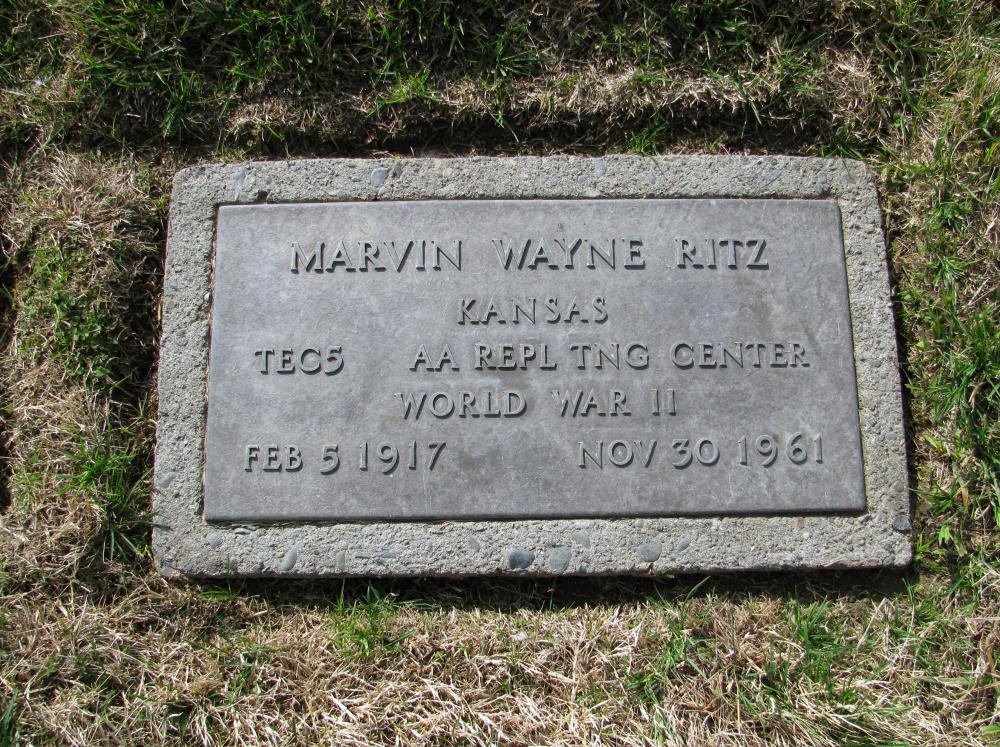 MARVIN WAYNE RITZ
KANSAS
TEC5 AA REPL TNG CENTER
WORLD WAR II
FEB 5 1917 NOV 30 1961